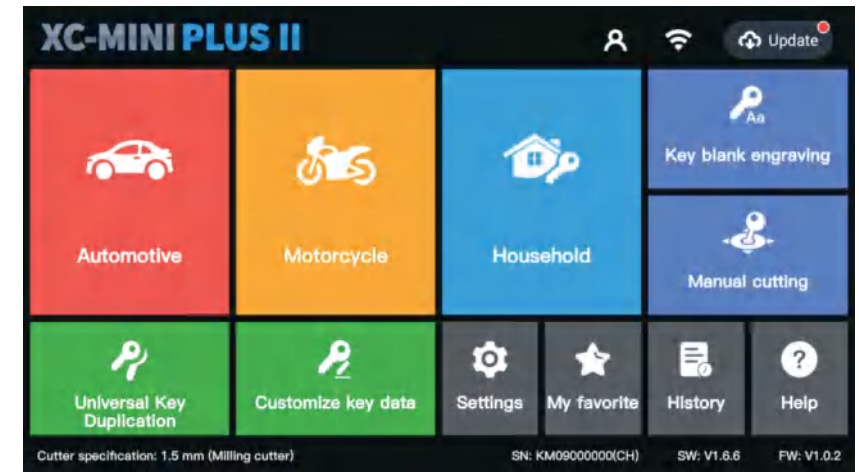 XC-MINI PLUS II
Update
Automotive
Motorcycle
Household
Aa
Key blank engraving
Manual cutting
Universal Key
Duplication
Customize key data
Settings
My favorite
History
?
Help
Cutter specification: 1.5 mm (Milling cutter)
SN: KM09000000(CH)
SW: V1.6.6
FW: V1.0.2